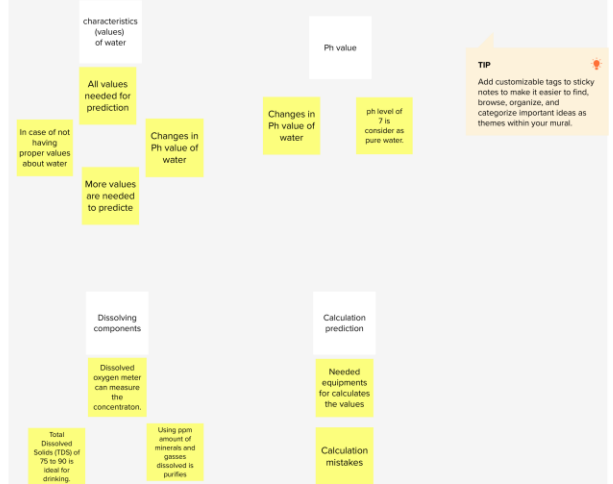 characteristics
(values)
of water
All values
needed for
prediction
In case of not
having
proper values
about water
Changes in
Ph value of
water
More values
are needed
to predicte
Ph value
Changes in
Ph value of
water
ph level of
7 is
consider as
pure water.
TIP
Add customizable tags to sticky
notes to make it easier to find,
browse, organize, and
categorize important ideas as
themes within your mural.
Dissolving
components
Dissolved
oxygen meter
can measure
the
concentraton.
Total
Dissolved
Solids (TDS) of
75 to 90 is
ideal for
drinking.
Using ppm
amount of
minerals and
gasses
dissolved is
purifies
Calculation
prediction
Needed
equipments
for calculates
the values
Calculation
mistakes